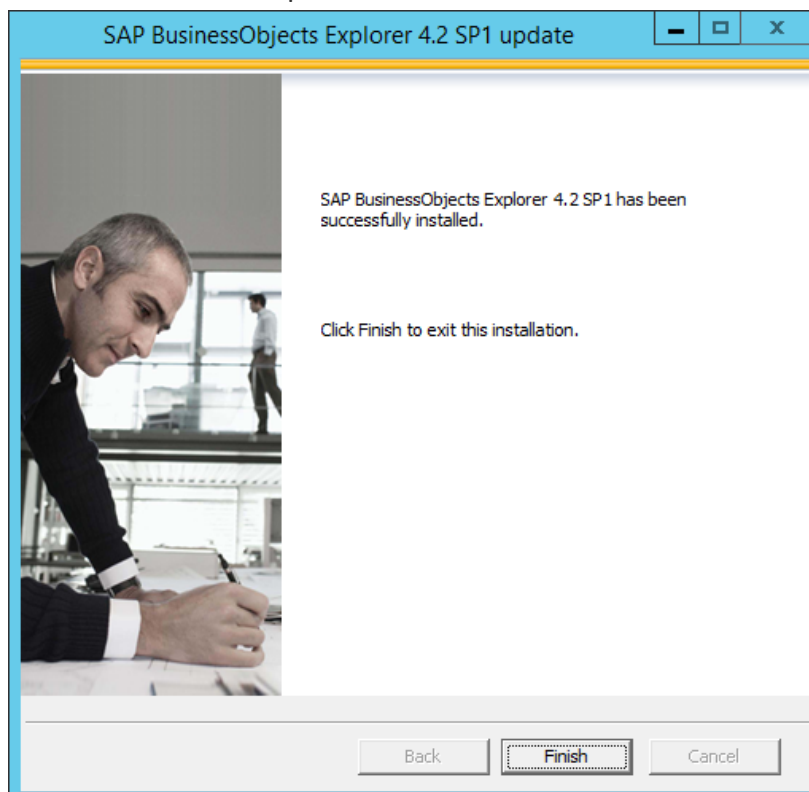 SAP BusinessObjects Explorer 4.2 SP1 update
SAP BusinessObjects Explorer 4.2 SP1 has been
successfully installed.
Click Finish to exit this installation.
Back Finish Cancel